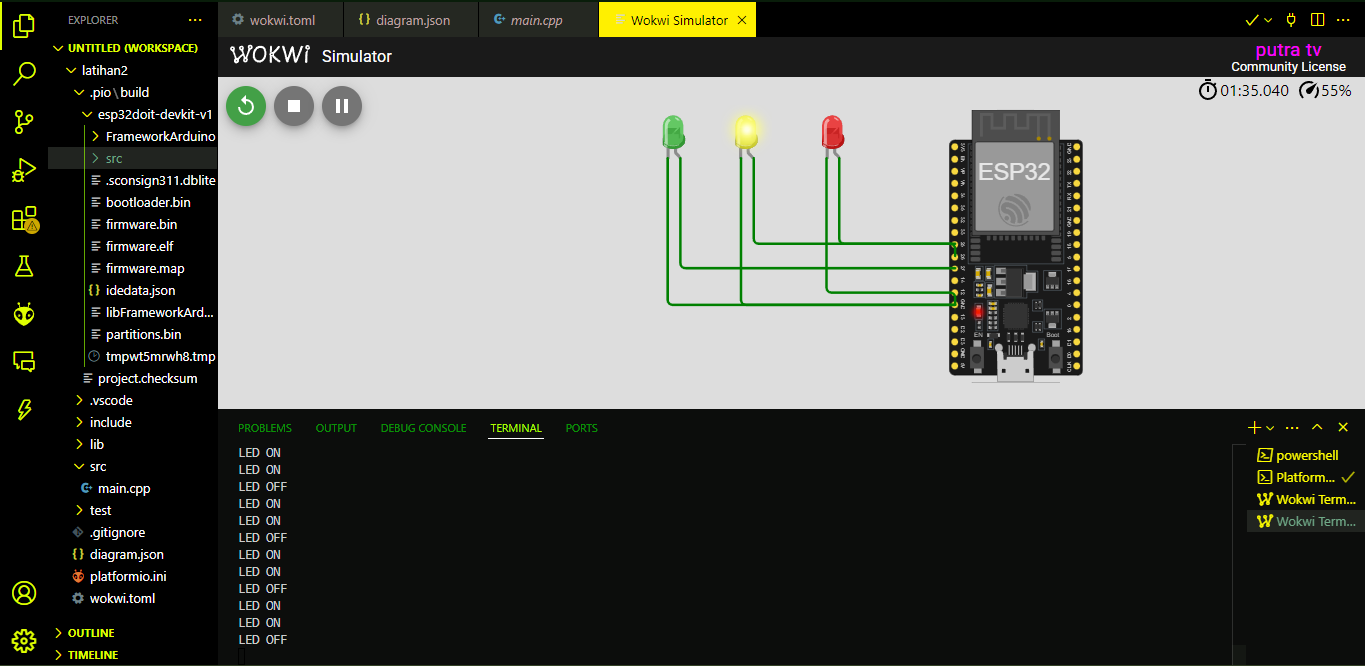 EXPLORER
wokwi.toml
diagram.json
main.cpp
Wokwi Simulator
UNTITLED (WORKSPACE)
latihan2
.pio\build
esp32doit-devkit-v1
FrameworkArduino
src
.sconsign311.dblite
bootloader.bin
firmware.bin
firmware.elf
firmware.map
idedata.json
libFrameworkArd...
partitions.bin
tmpwt5mrwh8.tmp
project.checksum
.vscode
include
lib
src
main.cpp
test
.gitignore
diagram.json
platformio.ini
wokwi.toml
OUTLINE
TIMELINE
WOKWi Simulator
putra tv
Community License
01:35.040 55%
ESP32
EN
Boot
PROBLEMS OUTPUT DEBUG CONSOLE TERMINAL PORTS
LED ON
LED ON
LED OFF
LED ON
LED ON
LED OFF
LED ON
LED ON
LED OFF
LED ON
LED ON
LED OFF
powershell
Platform...
Wokwi Term...
Wokwi Term...